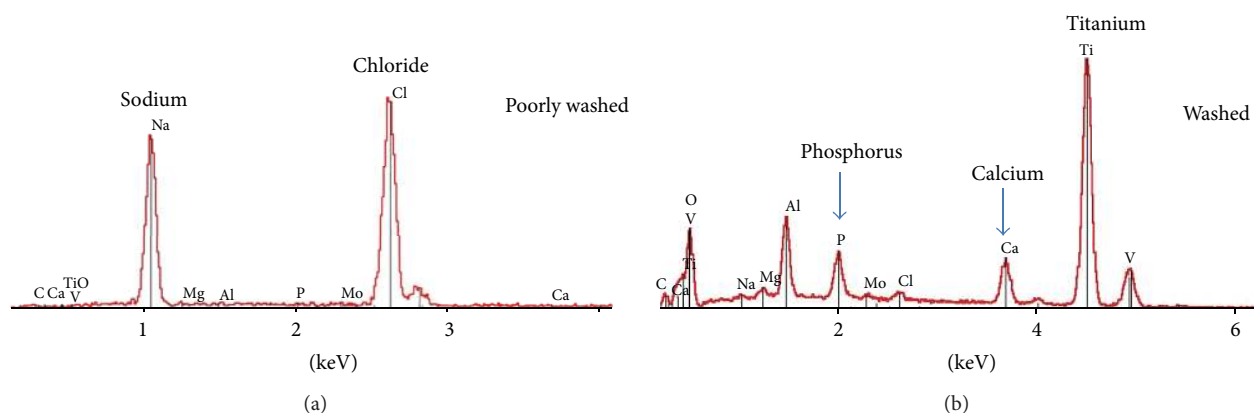 Chloride
Sodium
Cl
Poorly washed
Na
TiO
C Ca V Mg Al P Mo Ca
1 2 3
(keV)
(a)
Titanium
Ti
Washed
Phosphorus
Calcium
O
V
Al
P
Ca
V
Ti
C Ca Na Mg Mo Cl
2 4 6
(keV)
(b)